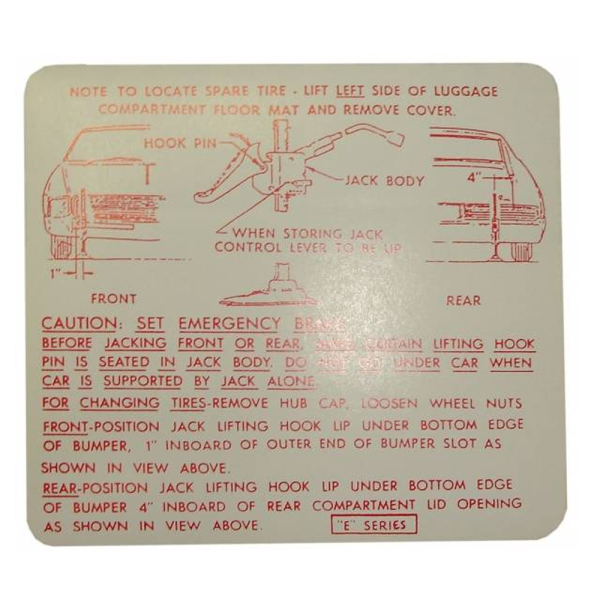 NOTE TO LOCATE SPARE TIRE - LIFT LEFT SIDE OF LUGGAGE
COMPARTMENT FLOOR MAT AND REMOVE COVER.
HOOK PIN
4"
JACK BODY
WHEN STORING JACK
CONTROL LEVER TO BE UP
1"
FRONT
REAR
CAUTION: SET EMERGENCY BRAKE
BEFORE JACKING FRONT OR REAR, MAKE CERTAIN LIFTING HOOK
PIN IS SEATED IN JACK BODY. DO NOT GO UNDER CAR WHEN
CAR IS SUPPORTED BY JACK ALONE.
FOR CHANGING TIRES-REMOVE HUB CAP, LOOSEN WHEEL NUTS
FRONT-POSITION JACK LIFTING HOOK LIP UNDER BOTTOM EDGE
OF BUMPER, 1" INBOARD OF OUTER END OF BUMPER SLOT AS
SHOWN IN VIEW ABOVE.
REAR-POSITION JACK LIFTING HOOK LIP UNDER BOTTOM EDGE
OF BUMPER 4" INBOARD OF REAR COMPARTMENT LID OPENING
AS SHOWN IN VIEW ABOVE.
"E" SERIES